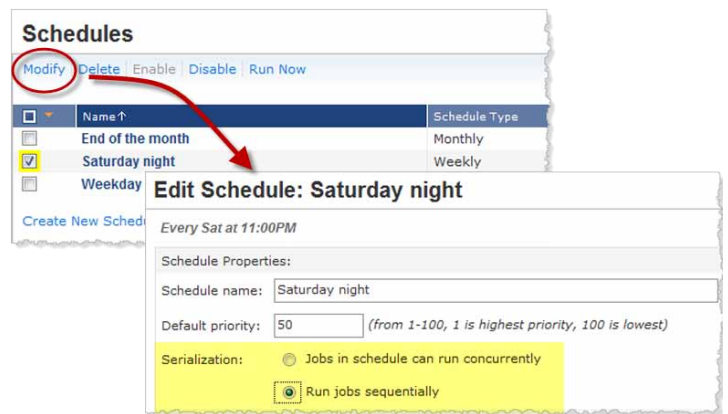 Schedules
Modify Delete Enable Disable Run Now
Name↑ Schedule Type
End of the month Monthly
Saturday night Weekly
Weekday
Create New Schedu
Edit Schedule: Saturday night
Every Sat at 11:00PM
Schedule Properties:
Schedule name: Saturday night
Default priority: 50 (from 1-100, 1 is highest priority, 100 is lowest)
Serialization: Jobs in schedule can run concurrently
Run jobs sequentially